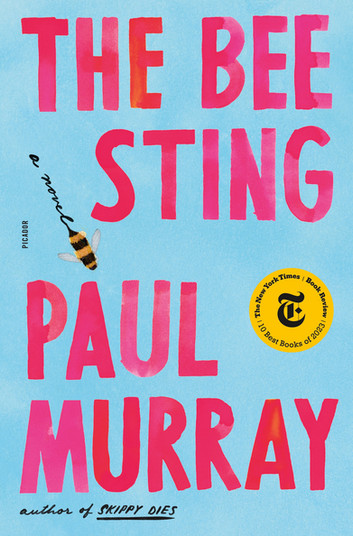 THE BEE
STING
a novel
PICADOR
PAUL
The New York Times | Book Review
10 Best Books of 2023
MURRAY
author of SKIPPY DIES